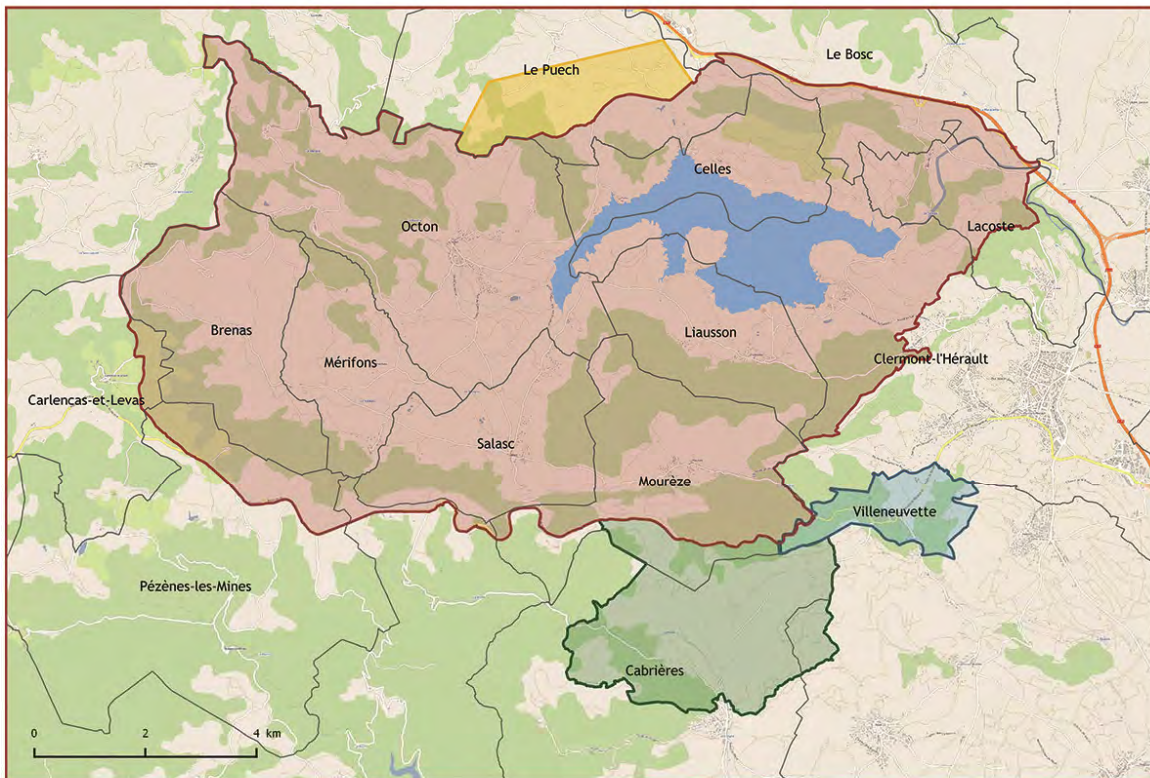 Le Bosc
Le Puech
Celles
Octon
Lacoste
Brenas
Liausson
Mérifons
Clermont-l'Hérault
Carlencas-et-Levas
Salasc
Mourèze
Villeneuvette
Pézènes-les-Mines
Cabrières
0 2 4 km